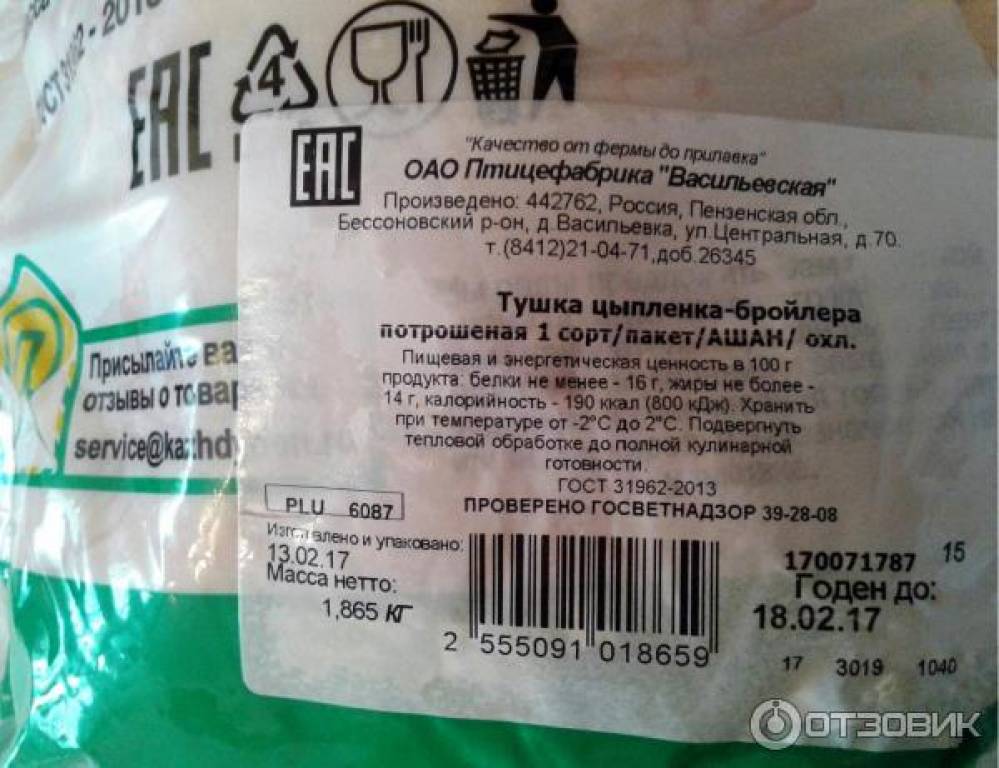 EAC
4
EAC
"Качество от фермы до прилавка"
ОАО Птицефабрика "Васильевская"
Произведено: 442762, Россия, Пензенская обл.,
Бессоновский р-он, д.Васильевка, ул.Центральная, д.70.
т.(8412)21-04-71,доб.26345
Тушка цыпленка-бройлера
потрошеная 1 сорт/пакет/АШАН/ охл.
Пищевая и энергетическая ценность в 100 г
продукта: белки не менее - 16 г, жиры не более -
14 г, калорийность - 190 ккал (800 кДж). Хранить
при температуре от -2°С до 2°С. Подвергнуть
тепловой обработке до полной кулинарной
готовности.
ГОСТ 31962-2013
ПРОВЕРЕНО ГОСВЕТНАДЗОР 39-28-08
Присылайте ва
отзывы о товар
service@kazhd
PLU 6087
Изготовлено и упаковано:
13.02.17
Масса нетто:
1,865 КГ
2 555091 018659
170071787 15
Годен до:
18.02.17
17 3019 1040
ОТЗОВИК